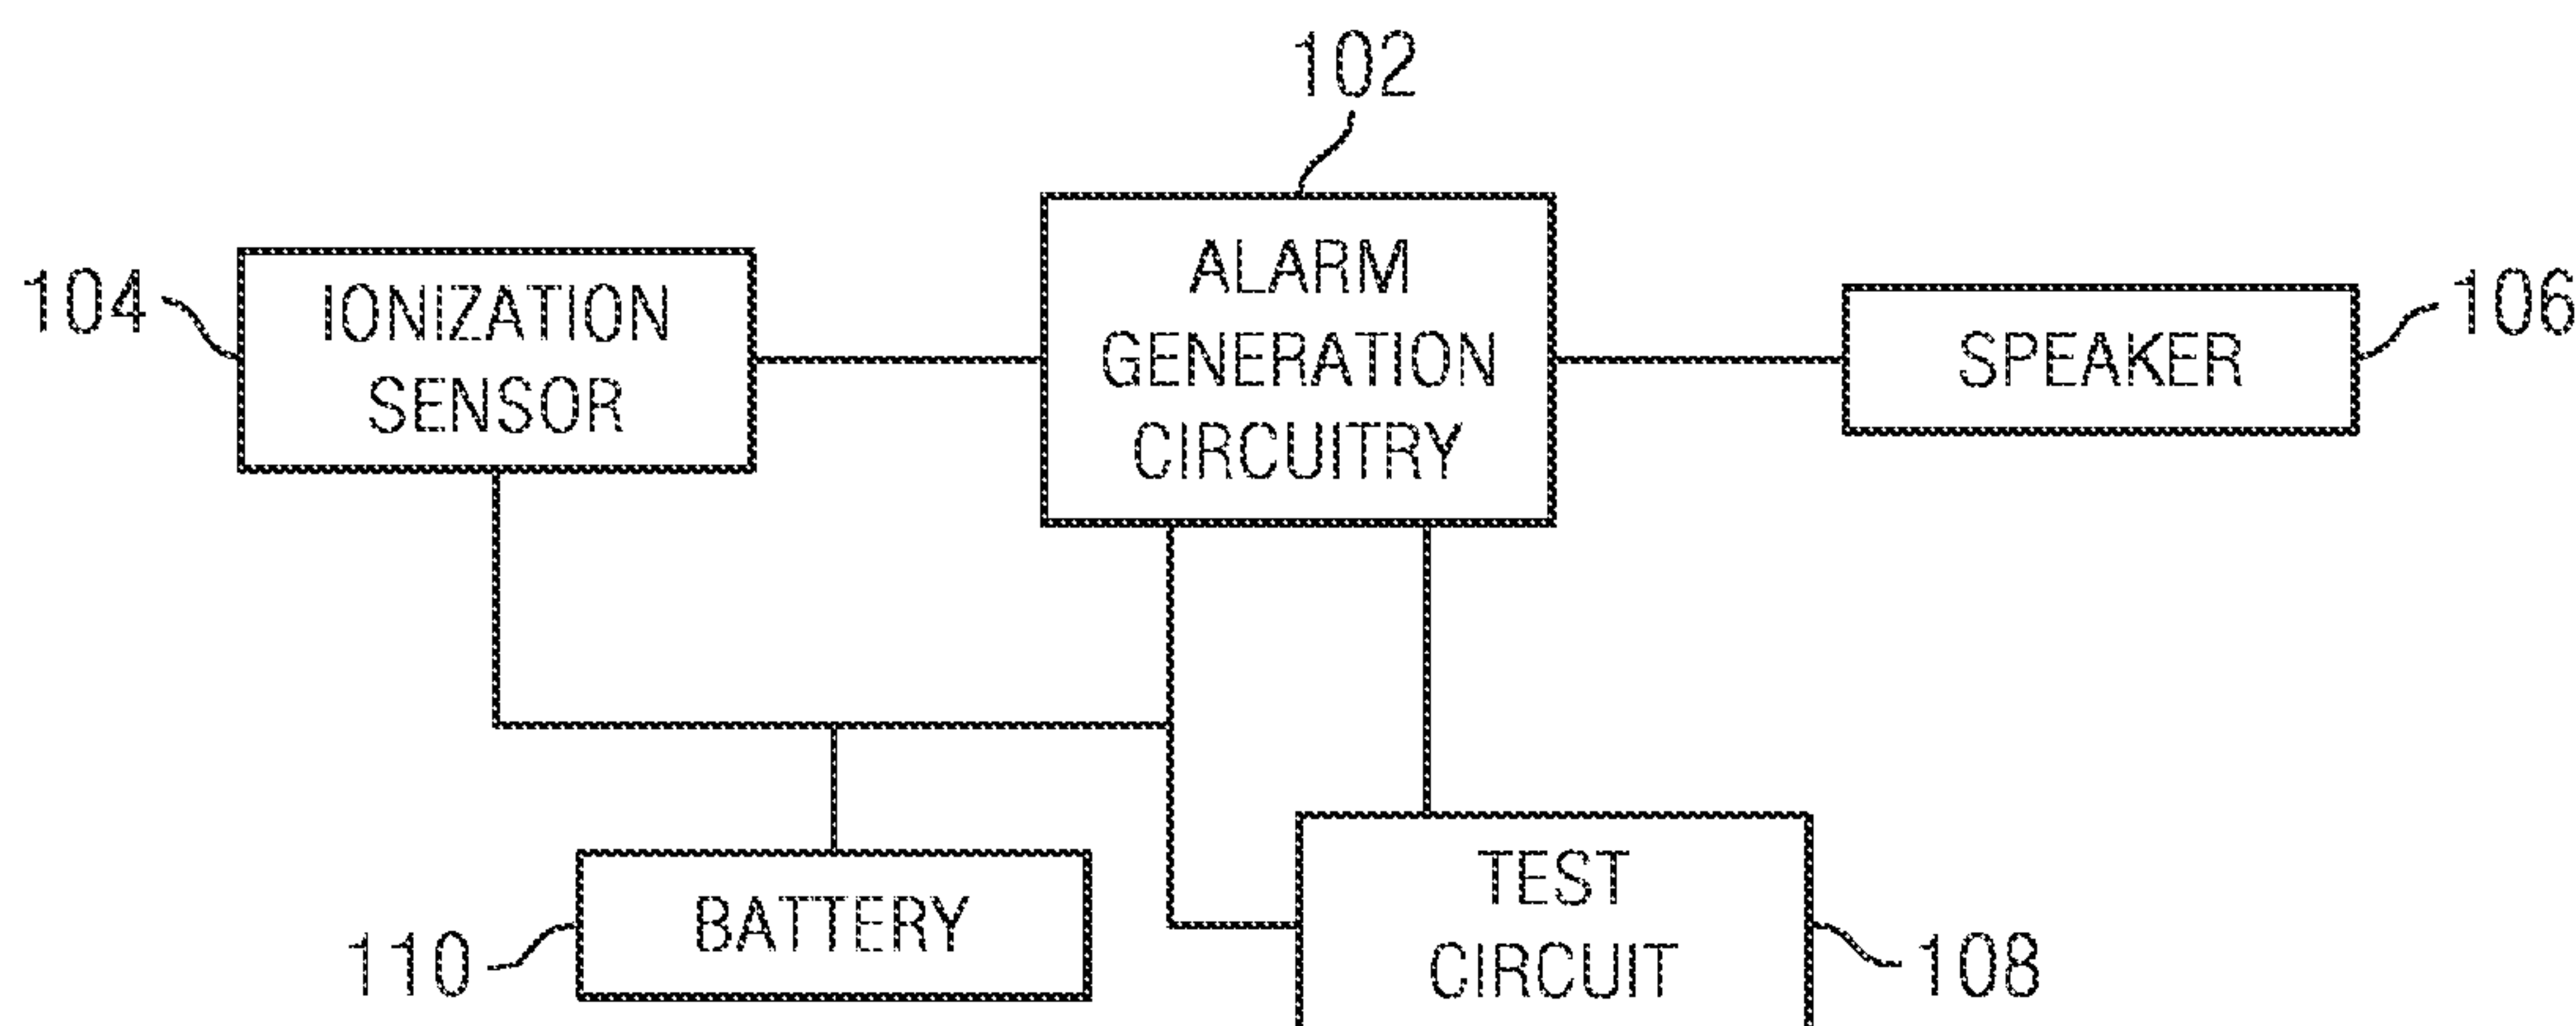 102
104
IONIZATION
SENSOR
ALARM
GENERATION
CIRCUITRY
SPEAKER
106
110
BATTERY
TEST
CIRCUIT
108